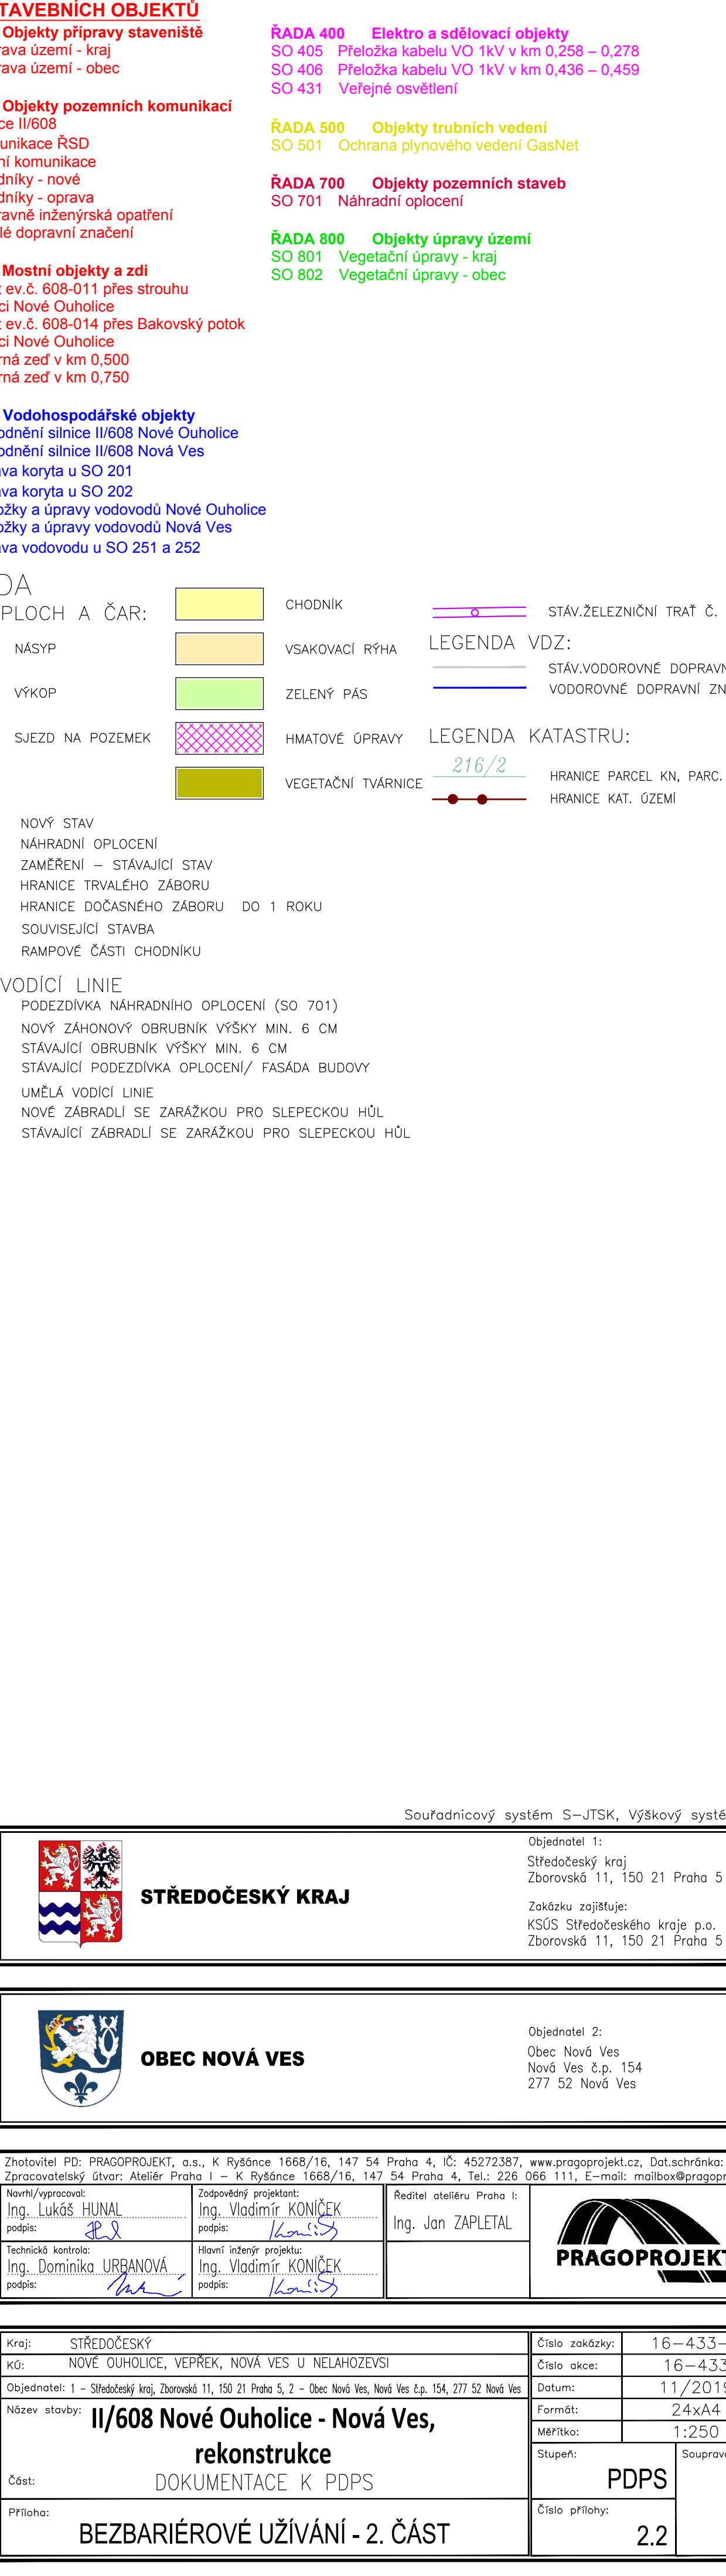 TAVEBNÍCH OBJEKTŮ
Objekty přípravy staveniště
rava území - kraj
rava území - obec
Objekty pozemních komunikací
ce II/608
unikace ŘSD
ní komunikace
dníky - nové
dníky - oprava
ravně inženýrská opatření
lé dopravní značení
Mostní objekty a zdi
t ev.č. 608-011 přes strouhu
ci Nové Ouholice
t ev.č. 608-014 přes Bakovský potok
ci Nové Ouholice
rná zeď v km 0,500
rná zeď v km 0,750
Vodohospodářské objekty
odnění silnice II/608 Nové Ouholice
odnění silnice II/608 Nová Ves
ava koryta u SO 201
ava koryta u SO 202
ožky a úpravy vodovodů Nové Ouholice
ožky a úpravy vodovodů Nová Ves
ava vodovodu u SO 251 a 252
ŘADA 400 Elektro a sdělovací objekty
SO 405 Přeložka kabelu VO 1kV v km 0,258 – 0,278
SO 406 Přeložka kabelu VO 1kV v km 0,436 – 0,459
SO 431 Veřejné osvětlení
ŘADA 500 Objekty trubních vedení
SO 501 Ochrana plynového vedení GasNet
ŘADA 700 Objekty pozemních staveb
SO 701 Náhradní oplocení
ŘADA 800 Objekty úpravy území
SO 801 Vegetační úpravy - kraj
SO 802 Vegetační úpravy - obec
DA
PLOCH A ČAR:
NÁSYP
VÝKOP
SJEZD NA POZEMEK
CHODNÍK
VSAKOVACÍ RÝHA
ZELENÝ PÁS
HMATOVÉ ÚPRAVY
VEGETAČNÍ TVÁRNICE
STÁV.ŽELEZNIČNÍ TRAŤ Č.
LEGENDA VDZ:
STÁV.VODOROVNÉ DOPRAVN
VODOROVNÉ DOPRAVNÍ ZN
LEGENDA KATASTRU:
216/2
HRANICE PARCEL KN, PARC.
HRANICE KAT. ÚZEMÍ
NOVÝ STAV
NÁHRADNÍ OPLOCENÍ
ZAMĚŘENÍ – STÁVAJÍCÍ STAV
HRANICE TRVALÉHO ZÁBORU
HRANICE DOČASNÉHO ZÁBORU DO 1 ROKU
SOUVISEJÍCÍ STAVBA
RAMPOVÉ ČÁSTI CHODNÍKU
VODÍCÍ LINIE
PODEZDÍVKA NÁHRADNÍHO OPLOCENÍ (SO 701)
NOVÝ ZÁHONOVÝ OBRUBNÍK VÝŠKY MIN. 6 CM
STÁVAJÍCÍ OBRUBNÍK VÝŠKY MIN. 6 CM
STÁVAJÍCÍ PODEZDÍVKA OPLOCENÍ/ FASÁDA BUDOVY
UMĚLÁ VODÍCÍ LINIE
NOVÉ ZÁBRADLÍ SE ZARÁŽKOU PRO SLEPECKOU HŮL
STÁVAJÍCÍ ZÁBRADLÍ SE ZARÁŽKOU PRO SLEPECKOU HŮL
Souřadnicový systém S–JTSK, Výškový systé
STŘEDOČESKÝ KRAJ
Objednatel 1:
Středočeský kraj
Zborovská 11, 150 21 Praha 5
Zakázku zajišťuje:
KSÚS Středočeského kraje p.o.
Zborovská 11, 150 21 Praha 5
OBEC NOVÁ VES
Objednatel 2:
Obec Nová Ves
Nová Ves č.p. 154
277 52 Nová Ves
Zhotovitel PD: PRAGOPROJEKT, a.s., K Ryšánce 1668/16, 147 54 Praha 4, IČ: 45272387, www.pragoprojekt.cz, Dat.schránka:
Zpracovatelský útvar: Ateliér Praha I – K Ryšánce 1668/16, 147 54 Praha 4, Tel.: 226 066 111, E–mail: mailbox@pragopr
Navrhl/vypracoval:
Ing. Lukáš HUNAL
podpis:
Zodpovědný projektant:
Ing. Vladimír KONÍČEK
podpis:
Ředitel ateliéru Praha I:
Ing. Jan ZAPLETAL
Technická kontrola:
Ing. Dominika URBANOVÁ
podpis:
Hlavní inženýr projektu:
Ing. Vladimír KONÍČEK
podpis:
PRAGOPROJEKT
Kraj: STŘEDOČESKÝ
KÚ: NOVÉ OUHOLICE, VEPŘEK, NOVÁ VES U NELAHOZEVSI
Objednatel: 1 – Středočeský kraj, Zborovská 11, 150 21 Praha 5, 2 – Obec Nová Ves, Nová Ves č.p. 154, 277 52 Nová Ves
Název stavby: II/608 Nové Ouholice - Nová Ves,
rekonstrukce
Část: DOKUMENTACE K PDPS
Příloha:
BEZBARIÉROVÉ UŽÍVÁNÍ - 2. ČÁST
Číslo zakázky: 16–433–
Číslo akce: 16–433
Datum: 11/2019
Formát: 24xA4
Měřítko: 1:250
Stupeň: Souprava
PDPS
Číslo přílohy:
2.2